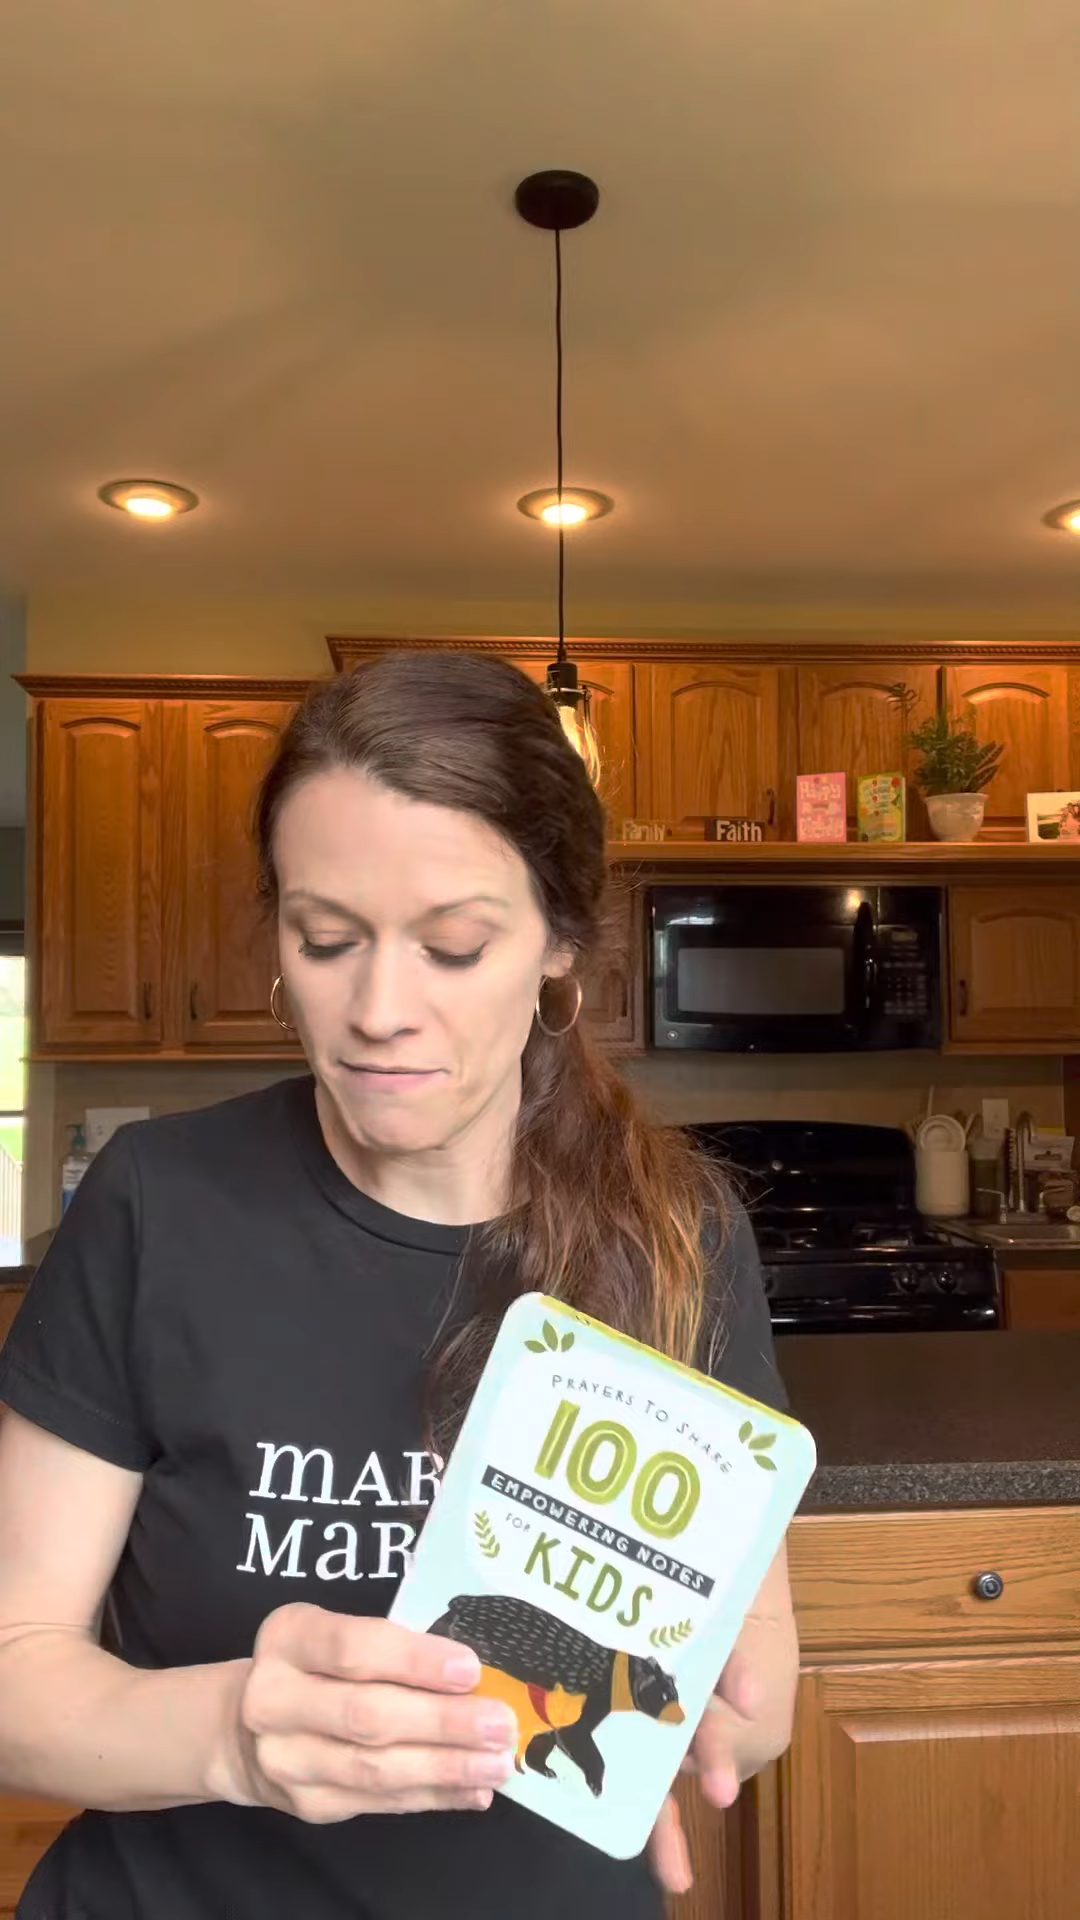 Family
Faith
Happy
PRAYERS TO SHARE
100
EMPOWERING NOTES
FOR
KIDS
mAR
MaR